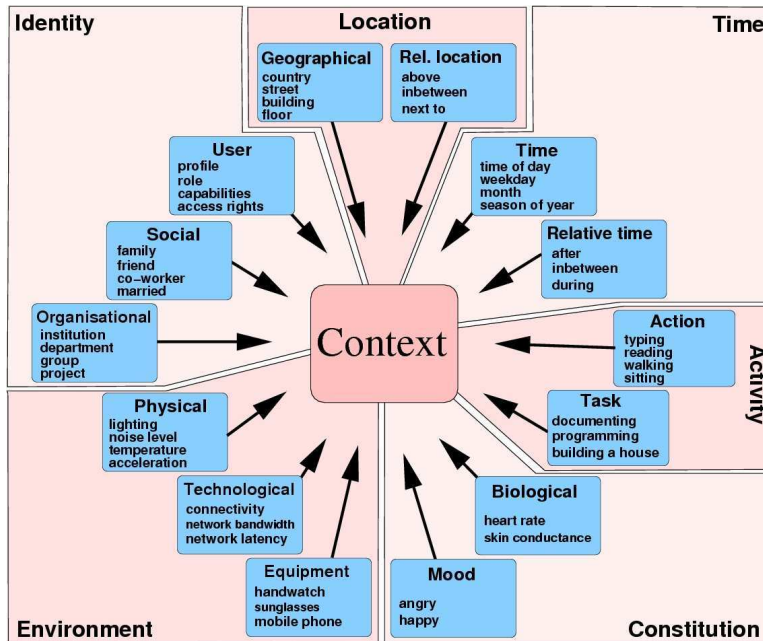 Identity
Location
Time
Geographical
country
street
building
floor
Rel. location
above
inbetween
next to
User
profile
role
capabilities
access rights
Time
time of day
weekday
month
season of year
Social
family
friend
co-worker
married
Relative time
after
inbetween
during
Organisational
institution
department
group
project
Context
Action
typing
reading
walking
sitting
Activity
Physical
lighting
noise level
temperature
acceleration
Task
documenting
programming
building a house
Technological
connectivity
network bandwidth
network latency
Biological
heart rate
skin conductance
Equipment
handwatch
sunglasses
mobile phone
Mood
angry
happy
Environment
Constitution